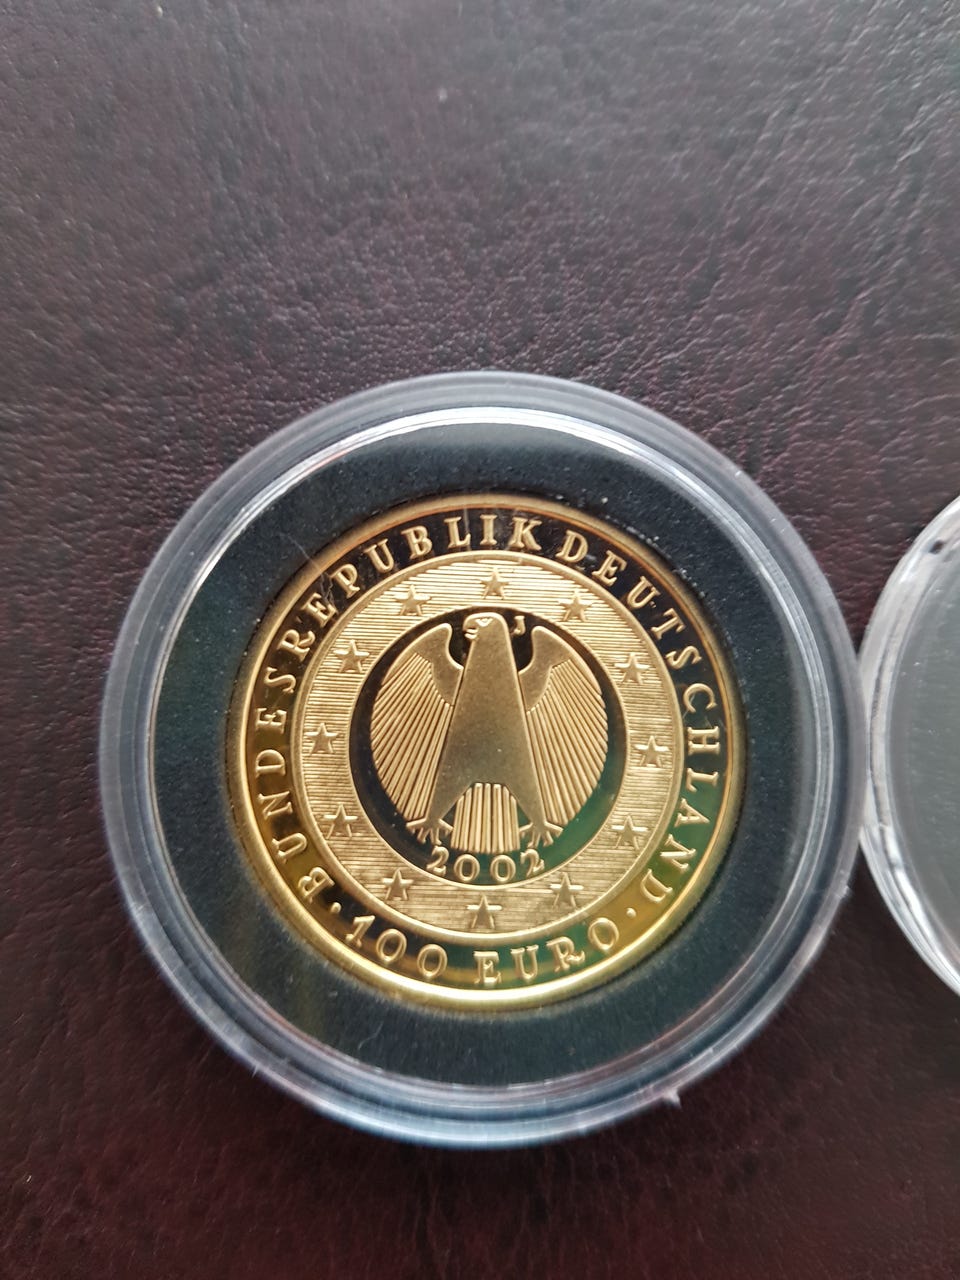 BUNDESREPUBLIK DEUTSCHLAND
J
2002
· 100 EURO ·